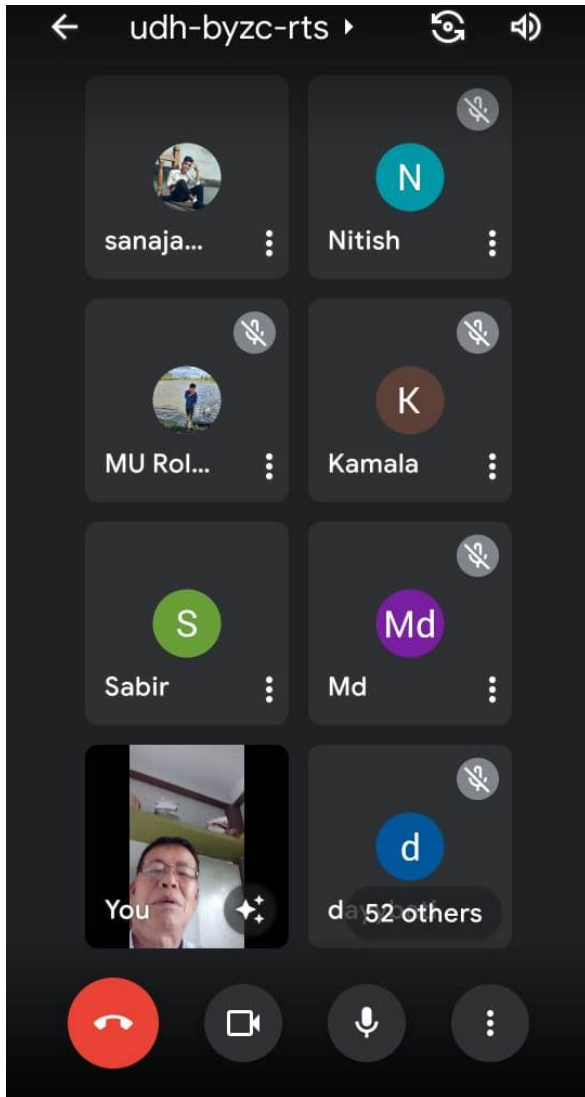 udh-byzc-rts
sanaja...
N
Nitish
MU Rol...
K
Kamala
S
Sabir
Md
Md
You
d
52 others